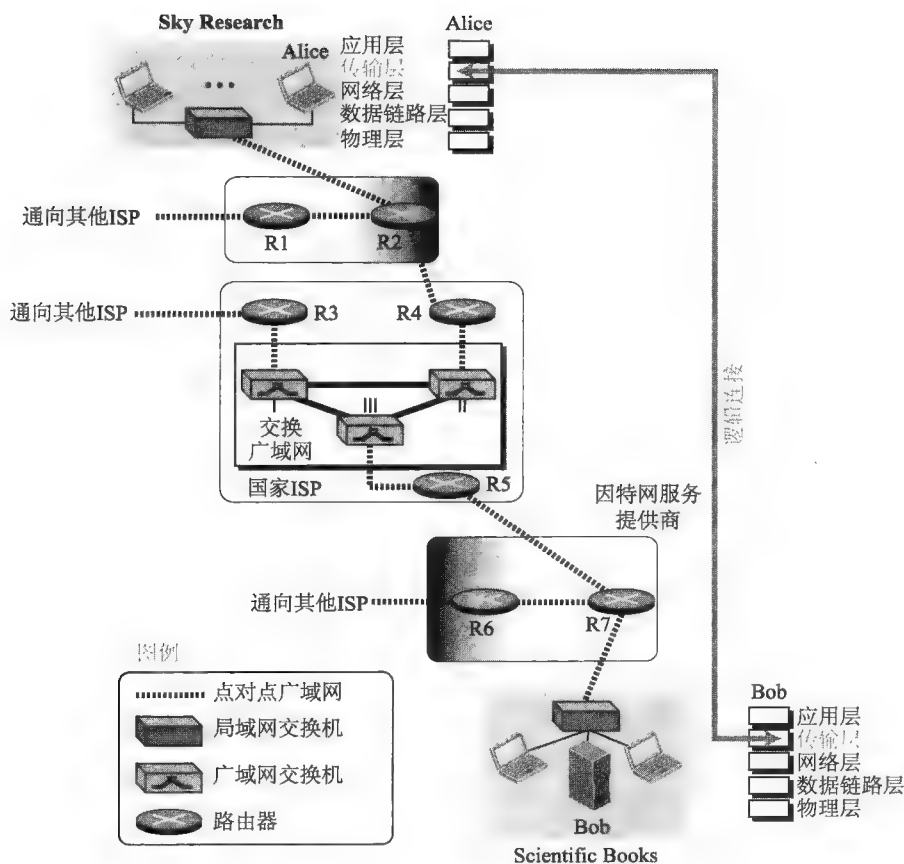 Sky Research
Alice
Alice
应用层
传输层
网络层
数据链路层
物理层
通向其他ISP
R1
R2
通向其他ISP
R3
R4
I
III
II
交换
广域网
国家ISP
R5
逻辑连接
因特网服务
提供商
通向其他ISP
R6
R7
图例
点对点广域网
局域网交换机
广域网交换机
路由器
Bob
Scientific Books
Bob
应用层
传输层
网络层
数据链路层
物理层